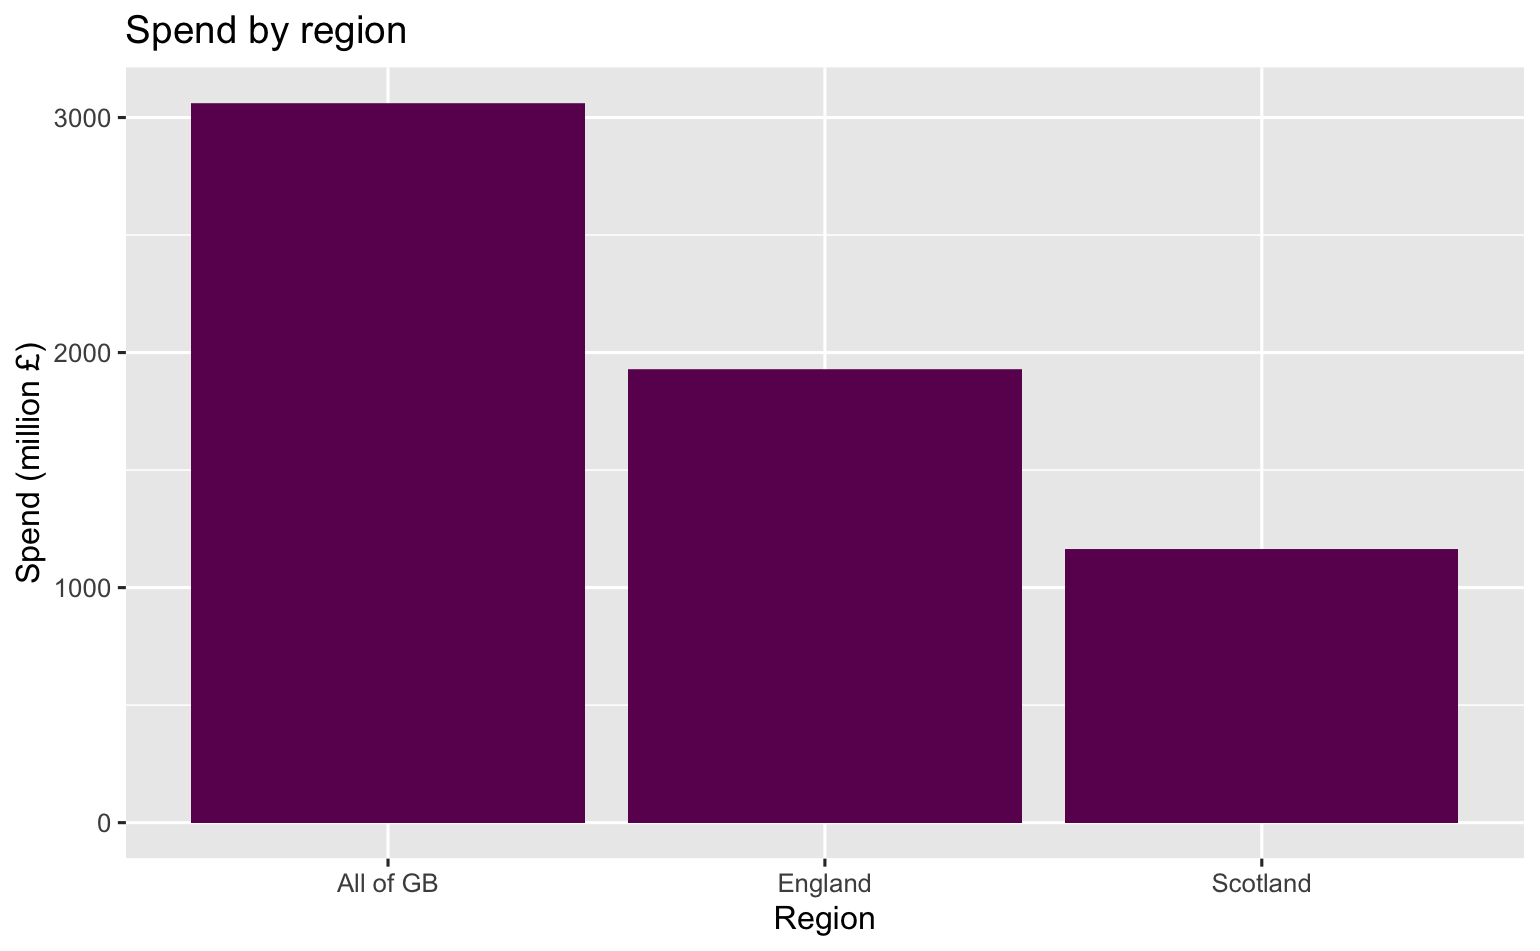 Spend by region
Spend (million £)
3000
2000
1000
0
All of GB
England
Scotland
Region